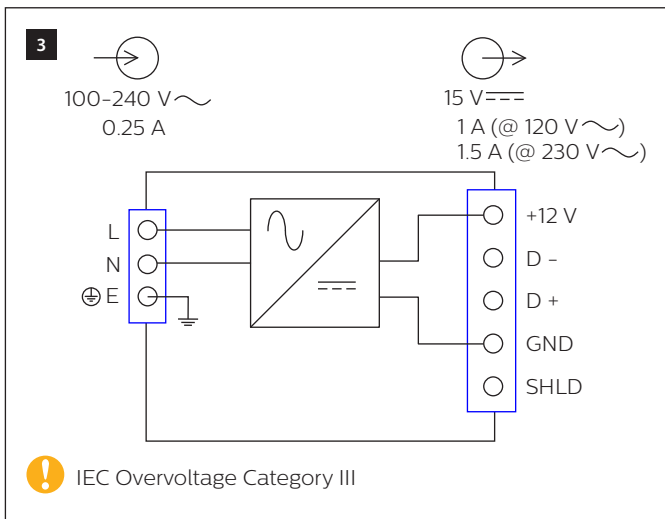 3
100-240 V
0.25 A
15 V
1 A (@ 120 V)
1.5 A (@ 230 V)
L
N
E
+12 V
D -
D +
GND
SHLD
! IEC Overvoltage Category III